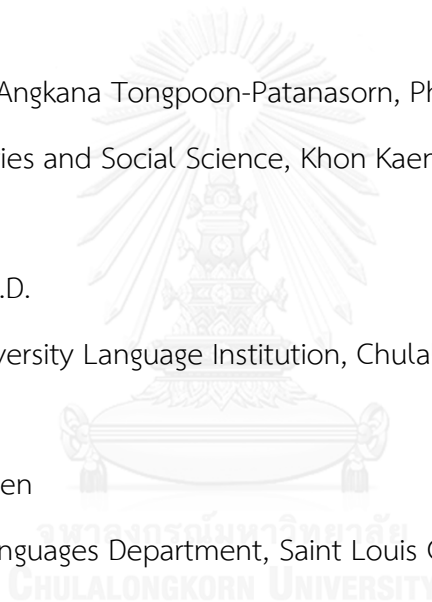 Angkana Tongpoon-Patanasorn, Ph
ies and Social Science, Khon Kaer
.D.
versity Language Institution, Chula
en
จุฬาลงกรณ์มหาวิทยาลัย
nguages Department, Saint Louis C
CHULALONGKORN UNIVERSITY